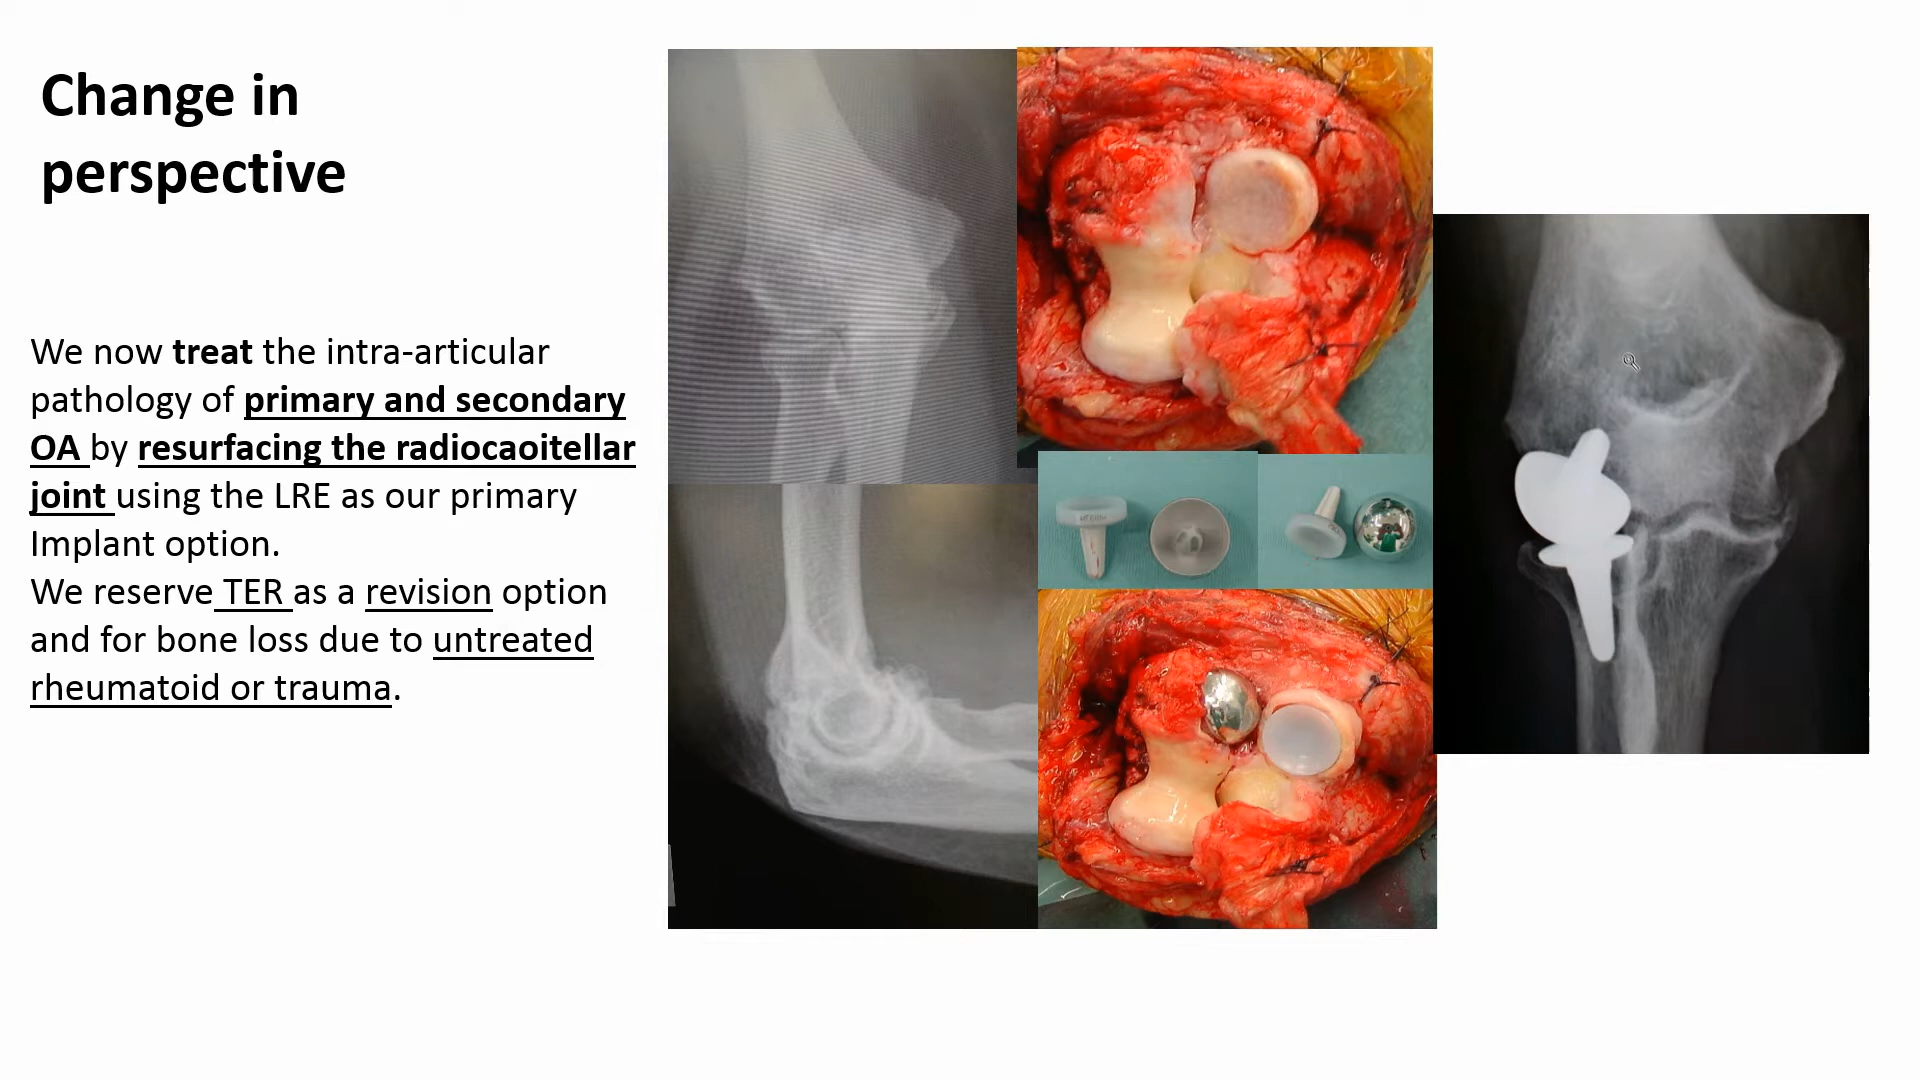 Change in
perspective
We now treat the intra-articular
pathology of primary and secondary
OA by resurfacing the radiocaoitellar
joint using the LRE as our primary
Implant option.
We reserve TER as a revision option
and for bone loss due to untreated
rheumatoid or trauma.